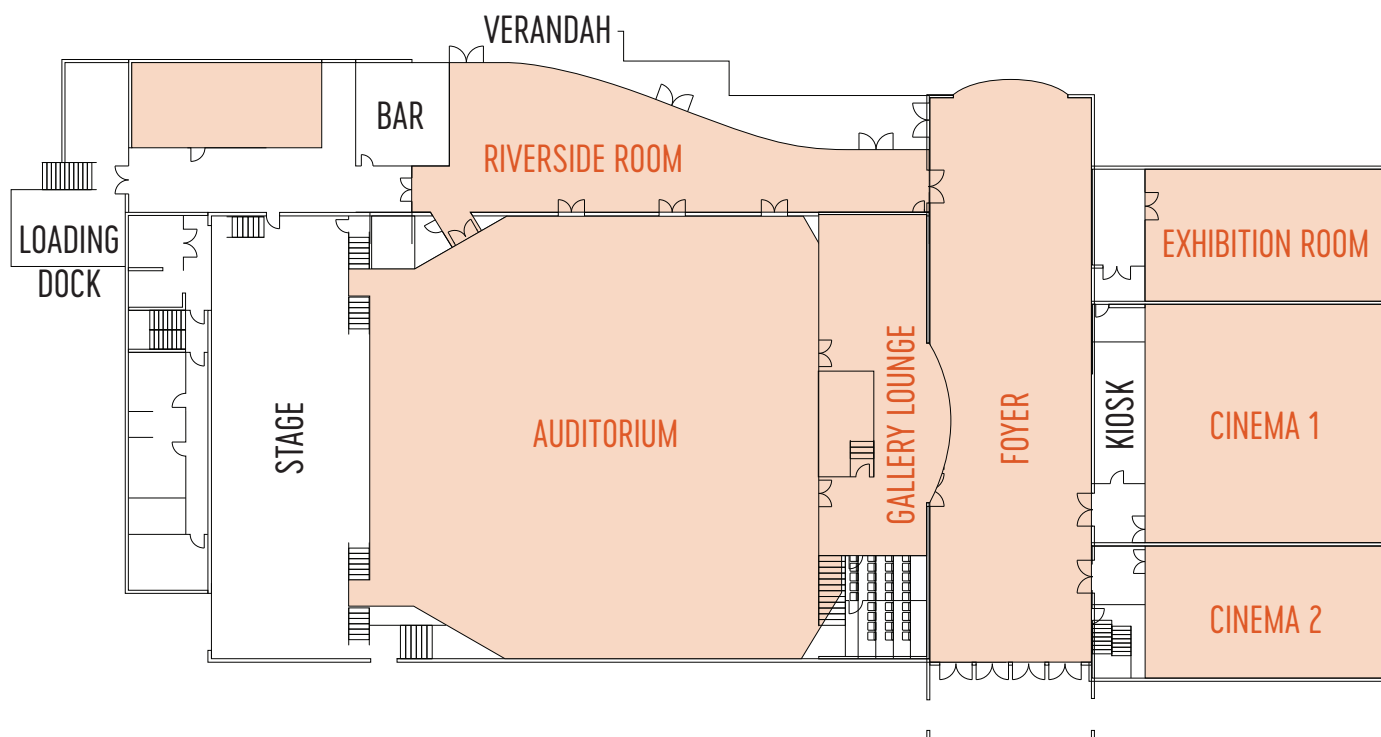 VERANDAH
BAR
RIVERSIDE ROOM
LOADING
DOCK
EXHIBITION ROOM
STAGE
AUDITORIUM
GALLERY LOUNGE
FOYER
KIOSK
CINEMA 1
CINEMA 2